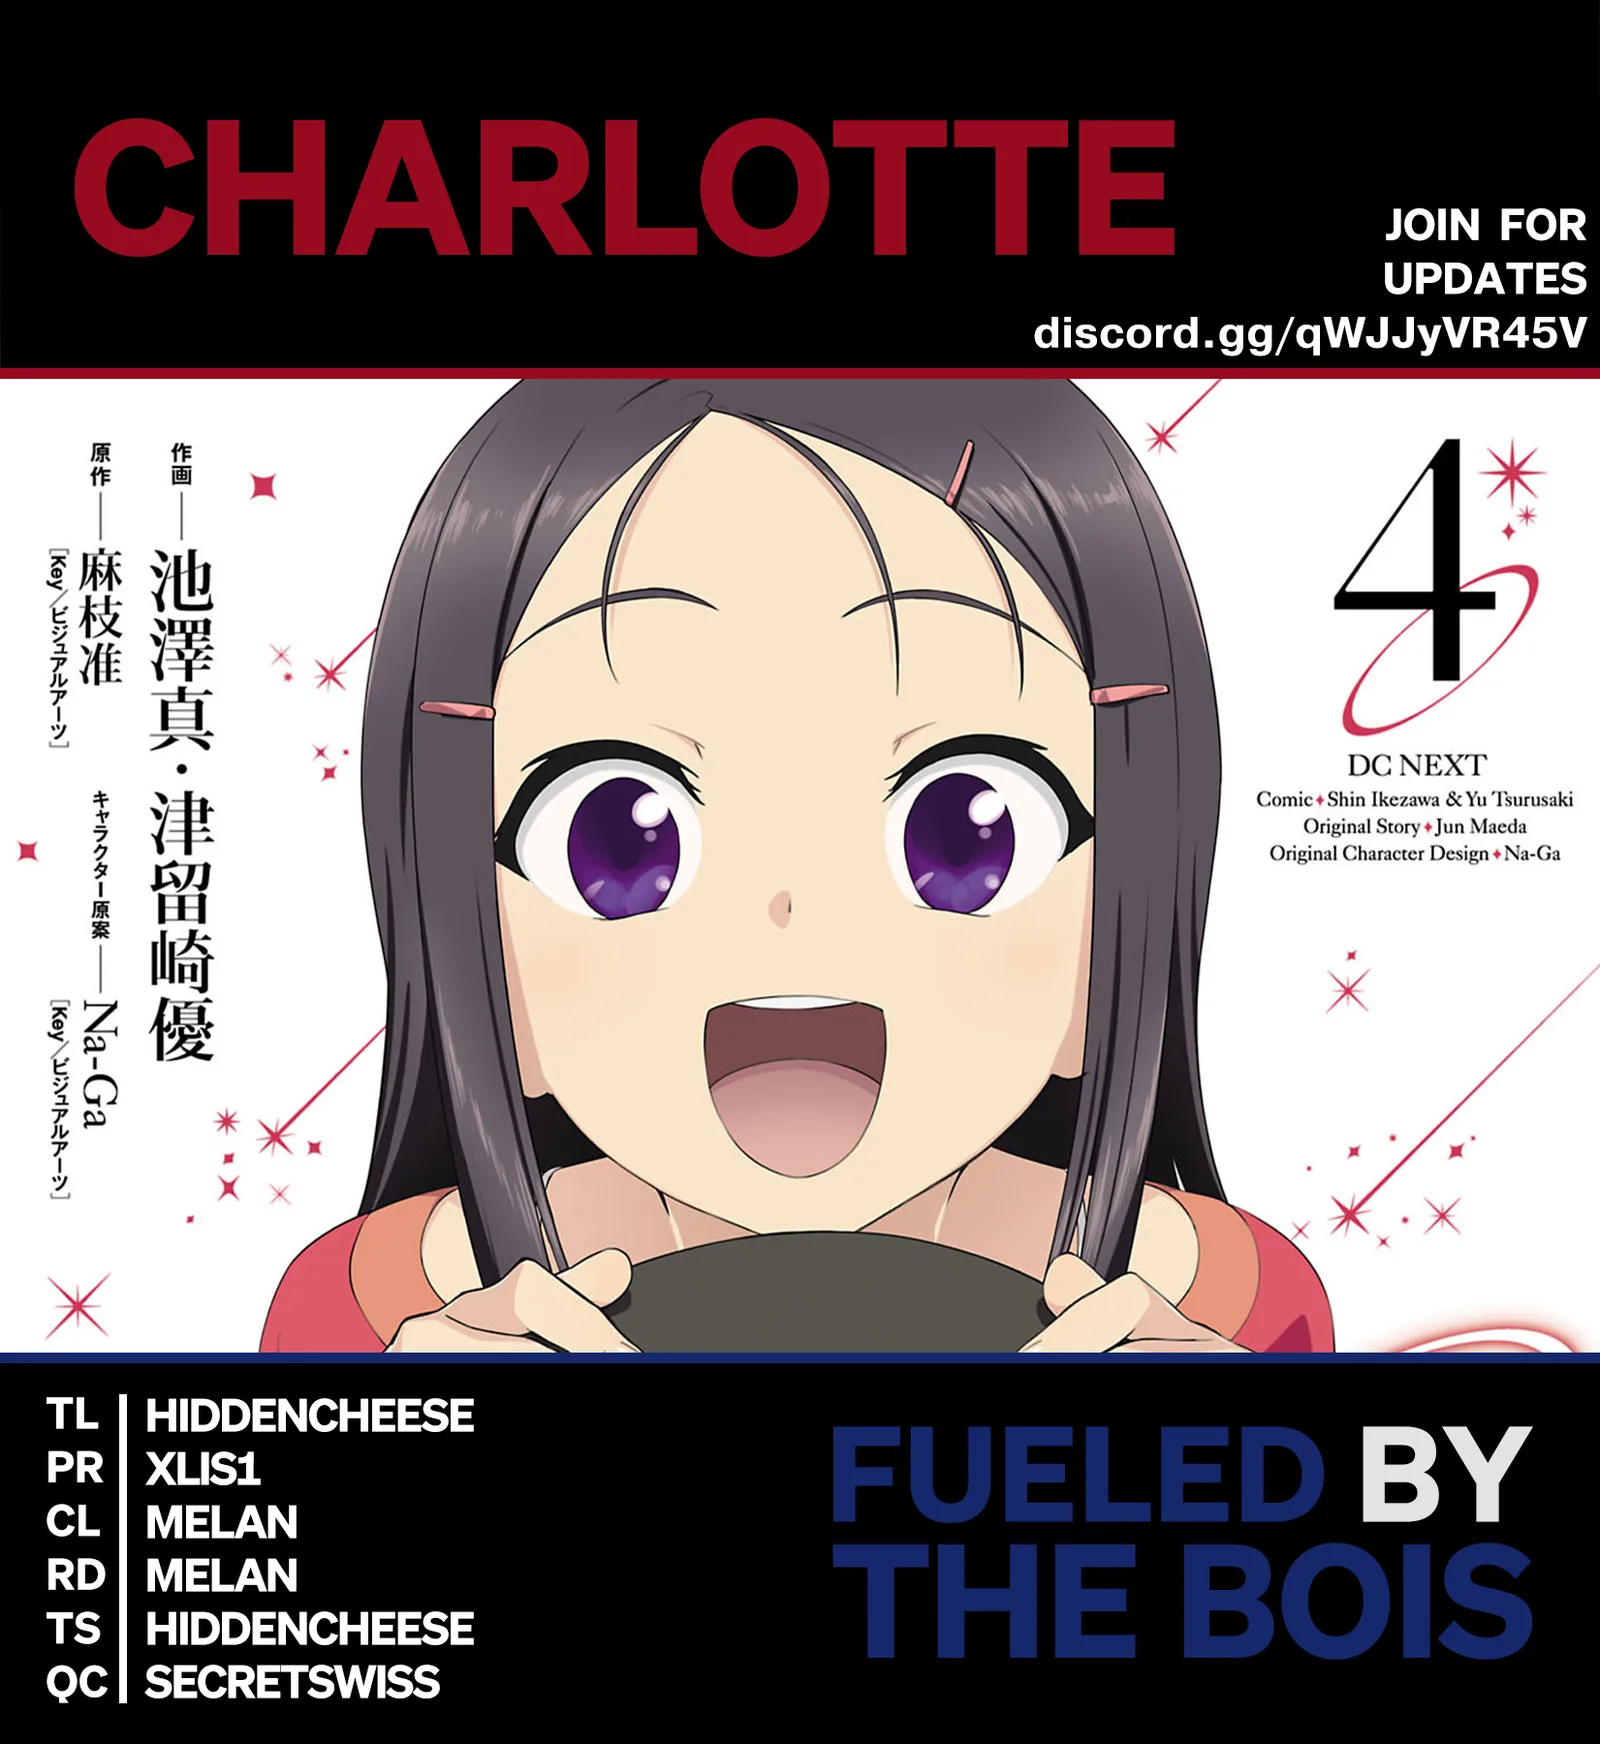 CHARLOTTE
JOIN FOR
UPDATES
discord.gg/qWJJyVR45V
作画―池澤真・津留崎優
原作―麻枝准
[Key/ビジュアルアーツ]
キャラクター原案―Na-Ga
[Key/ビジュアルアーツ]
4
DC NEXT
Comic♦Shin Ikezawa & Yu Tsurusaki
Original Story♦Jun Maeda
Original Character Design♦Na-Ga
TL HIDDENCHEESE
PR XLIS1
CL MELAN
RD MELAN
TS HIDDENCHEESE
QC SECRETSWISS
FUELED BY
THE BOIS